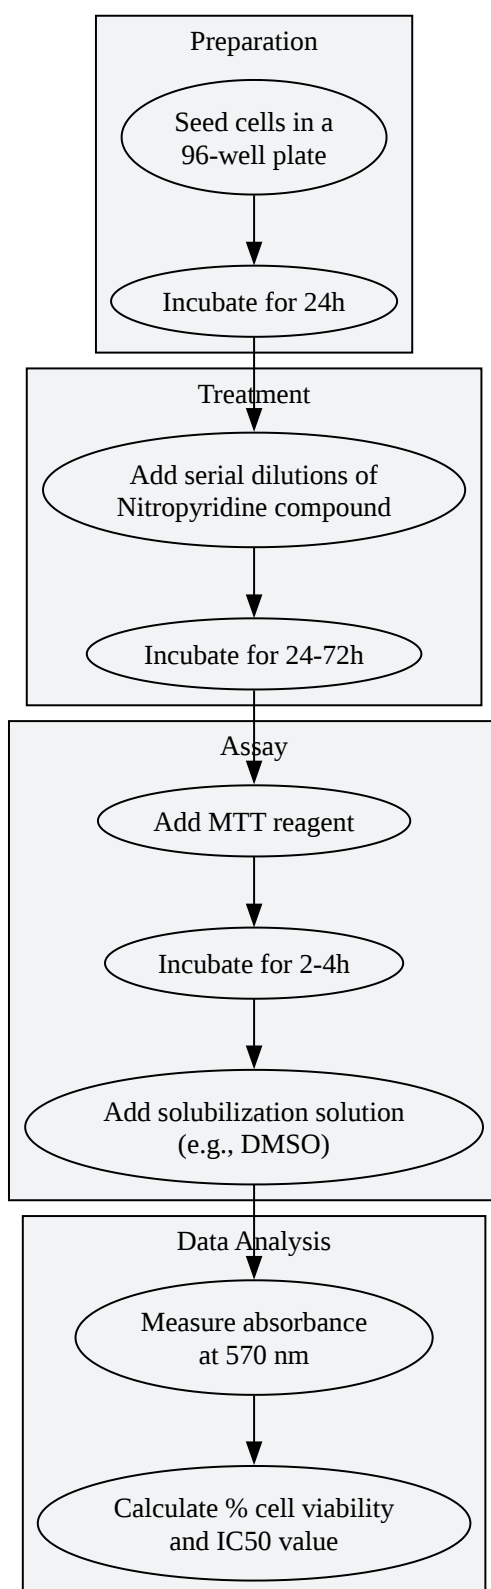 Preparation
Seed cells in a
96-well plate
Incubate for 24h
Treatment
Add serial dilutions of
Nitropyridine compound
Incubate for 24-72h
Assay
Add MTT reagent
Incubate for 2-4h
Add solubilization solution
(e.g., DMSO)
Data Analysis
Measure absorbance
at 570 nm
Calculate % cell viability
and IC50 value